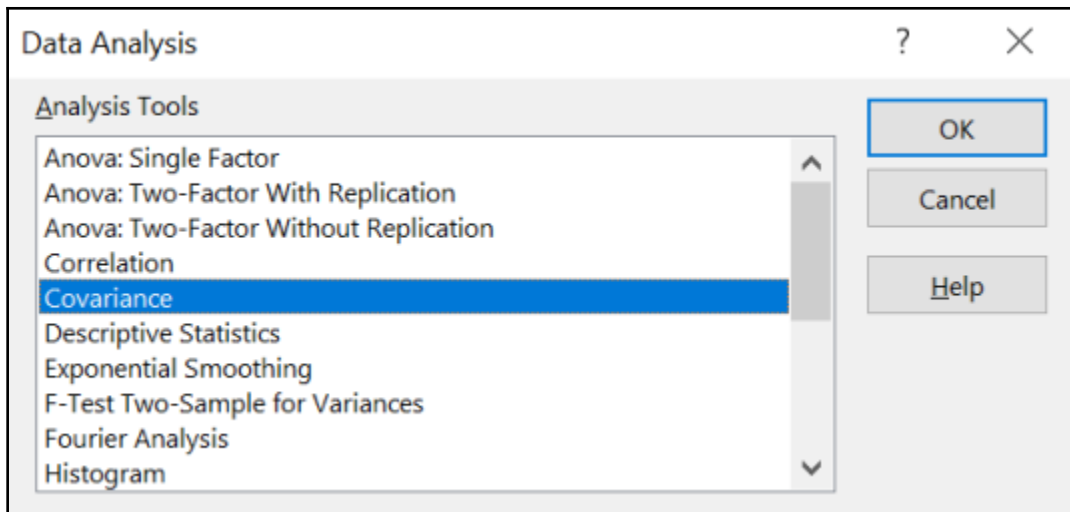 Data Analysis
?
Analysis Tools
Anova: Single Factor
Anova: Two-Factor With Replication
Anova: Two-Factor Without Replication
Correlation
Covariance
Descriptive Statistics
Exponential Smoothing
F-Test Two-Sample for Variances
Fourier Analysis
Histogram
OK
Cancel
Help